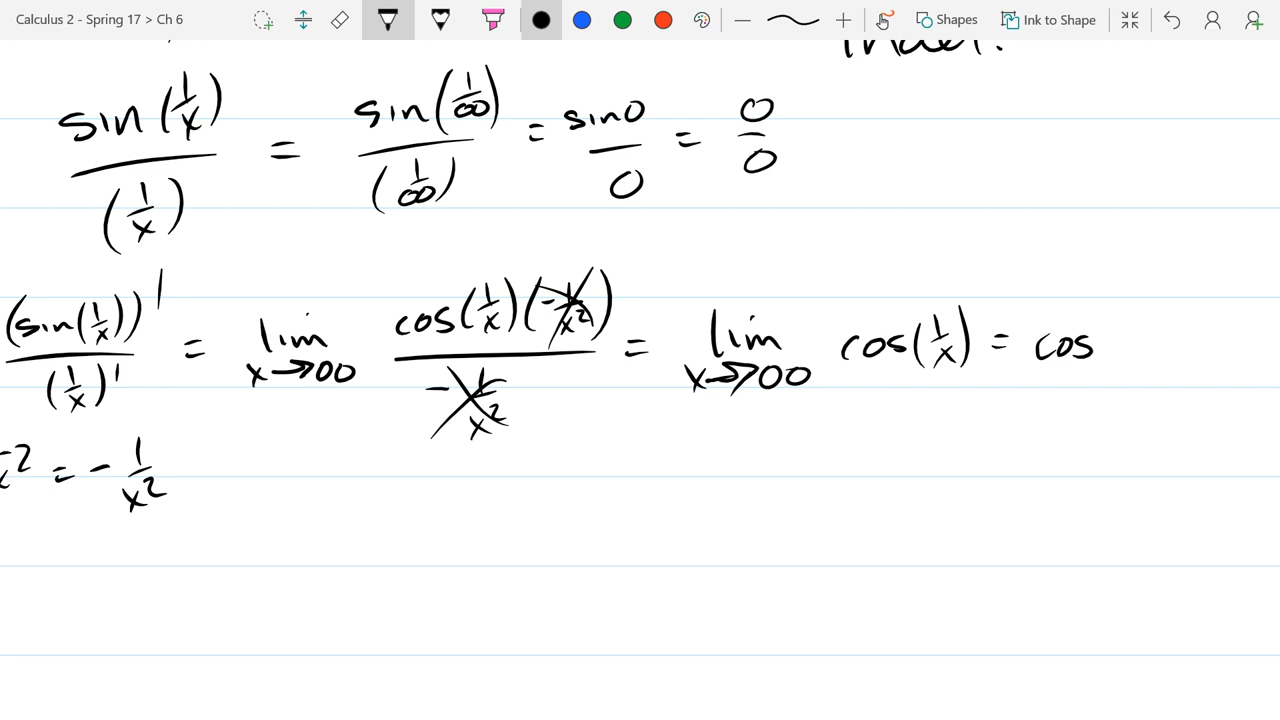 Calculus 2 - Spring 17 > Ch 6 Shapes Ink to Shape
sin(1/x)/(1/x) = sin(1/∞)/(1/∞) = sin0/0 = 0/0
(sin(1/x))'/(1/x)' = lim x→∞ cos(1/x)(-1/x²)/-1/x² = lim x→∞ cos(1/x) = cos
x⁻² = -1/x²